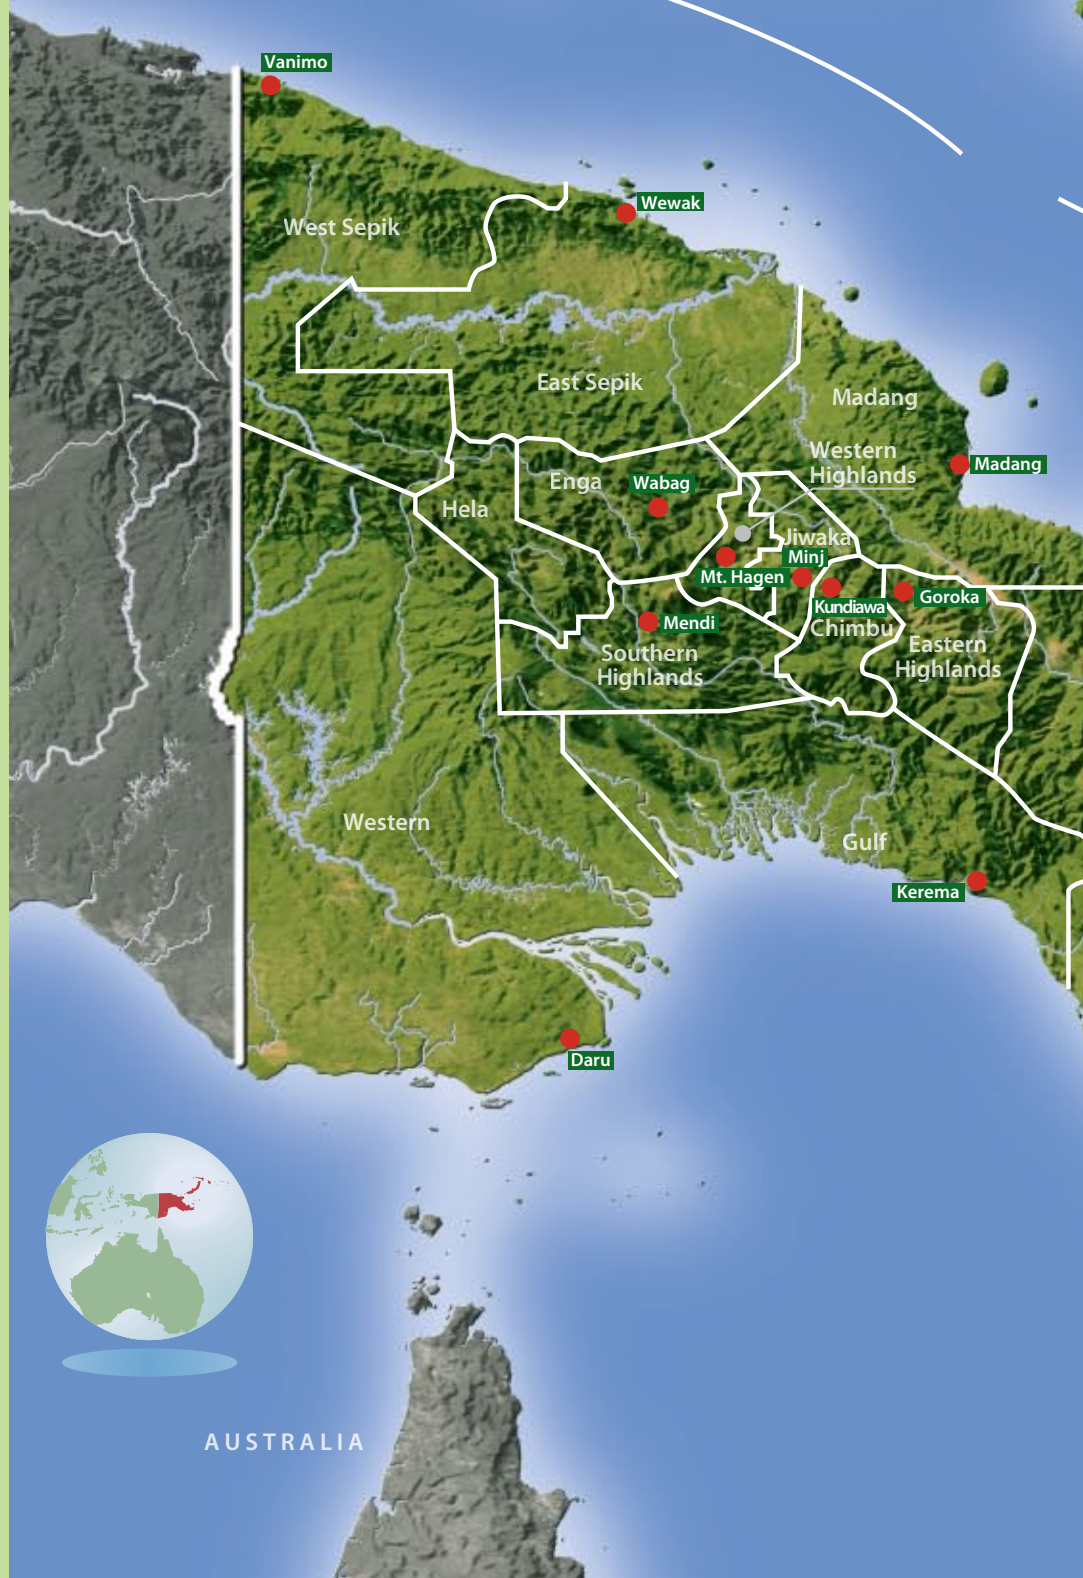 Vanimo
Wewak
West Sepik
East Sepik
Madang
Western
Highlands
Madang
Enga
Wabag
Hela
Jiwaka
Minj
Mt. Hagen
Kundiawa
Goroka
Mendi
Chimbu
Southern
Highlands
Eastern
Highlands
Western
Gulf
Kerema
Daru
AUSTRALIA